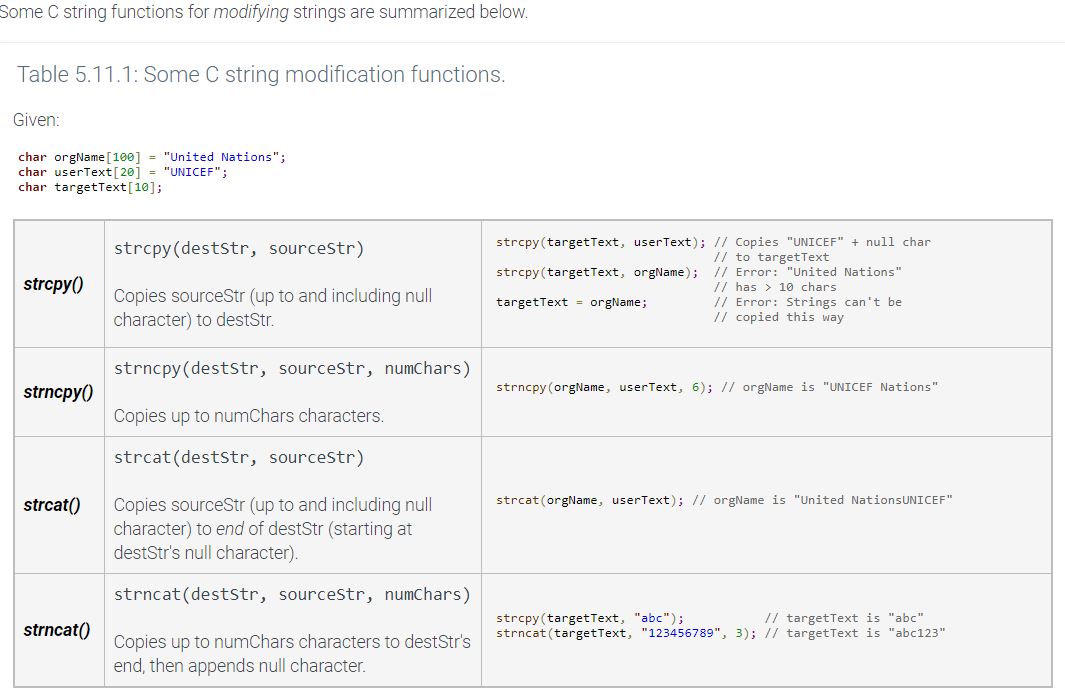 Some C string functions for modifying strings are summarized below.
Table 5.11.1: Some C string modification functions.
Given:
char orgName[100] = "United Nations";
char userText[20] = "UNICEF";
char targetText[10];
strcpy()
strcpy(destStr, sourceStr)
Copies sourceStr (up to and including null
character) to destStr.
strcpy(targetText, userText); // Copies "UNICEF" + null char
// to targetText
strcpy(targetText, orgName); // Error: "United Nations"
// has > 10 chars
targetText = orgName; // Error: Strings can't be
// copied this way
strncpy()
strncpy(destStr, sourceStr, numChars)
Copies up to numChars characters.
strncpy(orgName, userText, 6); // orgName is "UNICEF Nations"
strcat()
strcat(destStr, sourceStr)
Copies sourceStr (up to and including null
character) to end of destStr (starting at
destStr's null character).
strcat(orgName, userText); // orgName is "United NationsUNICEF"
strncat()
strncat(destStr, sourceStr, numChars)
Copies up to numChars characters to destStr's
end, then appends null character.
strcpy(targetText, "abc"); // targetText is "abc"
strncat(targetText, "123456789", 3); // targetText is "abc123"